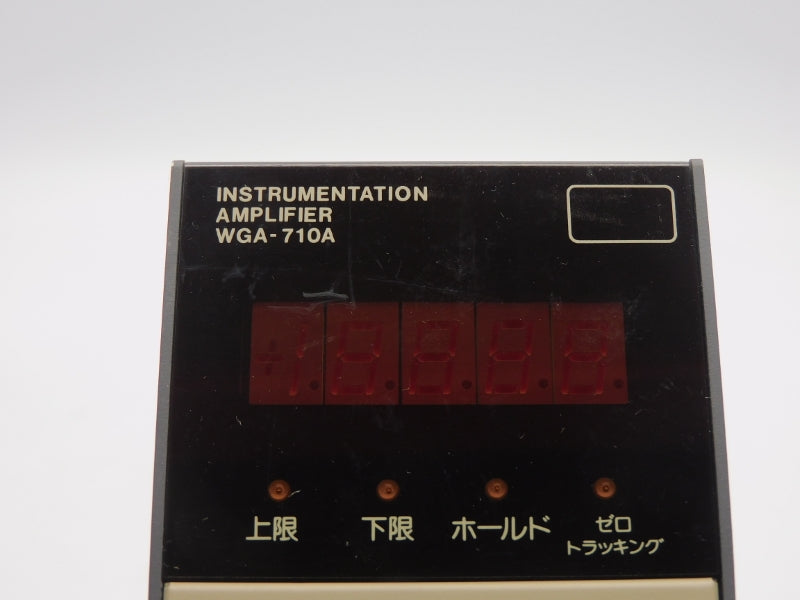 INSTRUMENTATION
AMPLIFIER
WGA-710A
上限
下限
ホールド
ゼロ
トラッキング